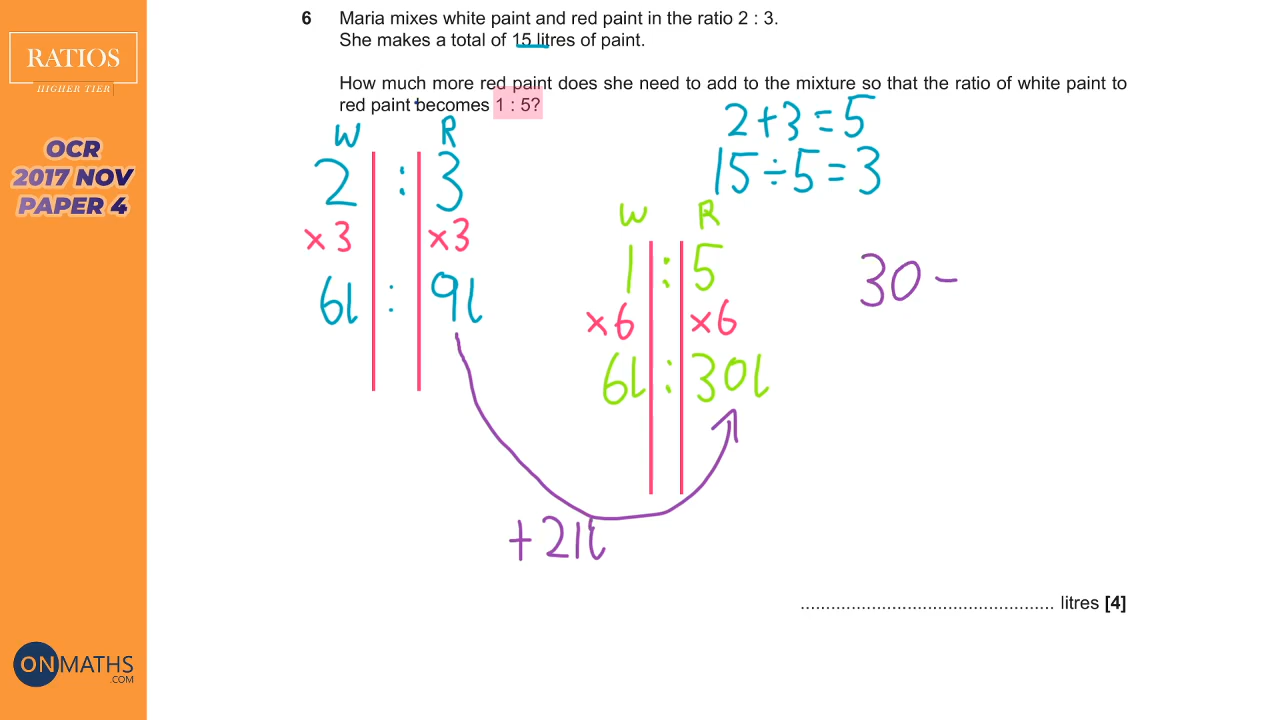 RATIOS
HIGHER TIER
OCR
2017 NOV
PAPER 4
6 Maria mixes white paint and red paint in the ratio 2 : 3.
She makes a total of 15 litres of paint.
How much more red paint does she need to add to the mixture so that the ratio of white paint to
red paint becomes 1 : 5?
2+3=5
15÷5=3
W R
2 : 3
×3 ×3
6l : 9l
W R
1 : 5
×6 ×6
6l : 30l
30 -
+21l
.................................................. litres [4]
ONMATHS
.COM